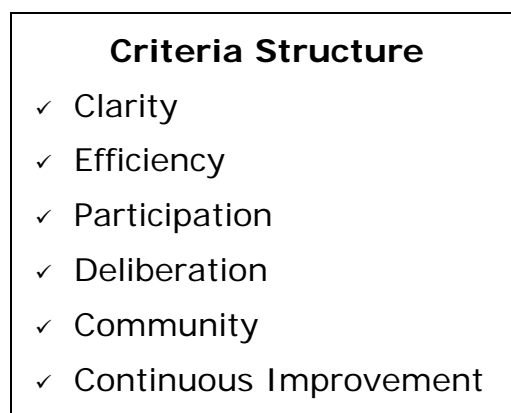 Criteria Structure
✓ Clarity
✓ Efficiency
✓ Participation
✓ Deliberation
✓ Community
✓ Continuous Improvement